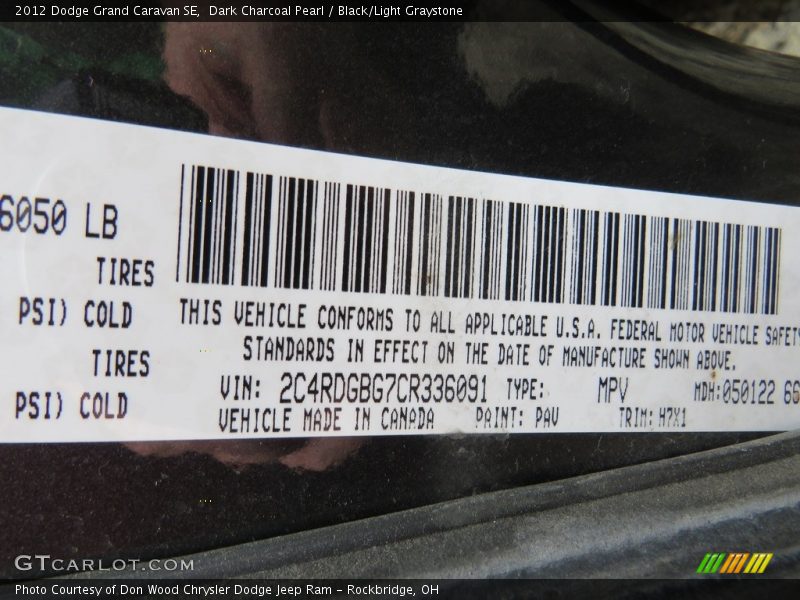 2012 Dodge Grand Caravan SE, Dark Charcoal Pearl / Black/Light Graystone
6050 LB
TIRES
PSI) COLD
TIRES
PSI) COLD
THIS VEHICLE CONFORMS TO ALL APPLICABLE U.S.A. FEDERAL MOTOR VEHICLE SAFETY
STANDARDS IN EFFECT ON THE DATE OF MANUFACTURE SHOWN ABOVE.
VIN: 2C4RDGBG7CR336091 TYPE: MPV MDH:050122 66
VEHICLE MADE IN CANADA PAINT: PAV TRIM: H7X1
GTCARLOT.COM
Photo Courtesy of Don Wood Chrysler Dodge Jeep Ram - Rockbridge, OH